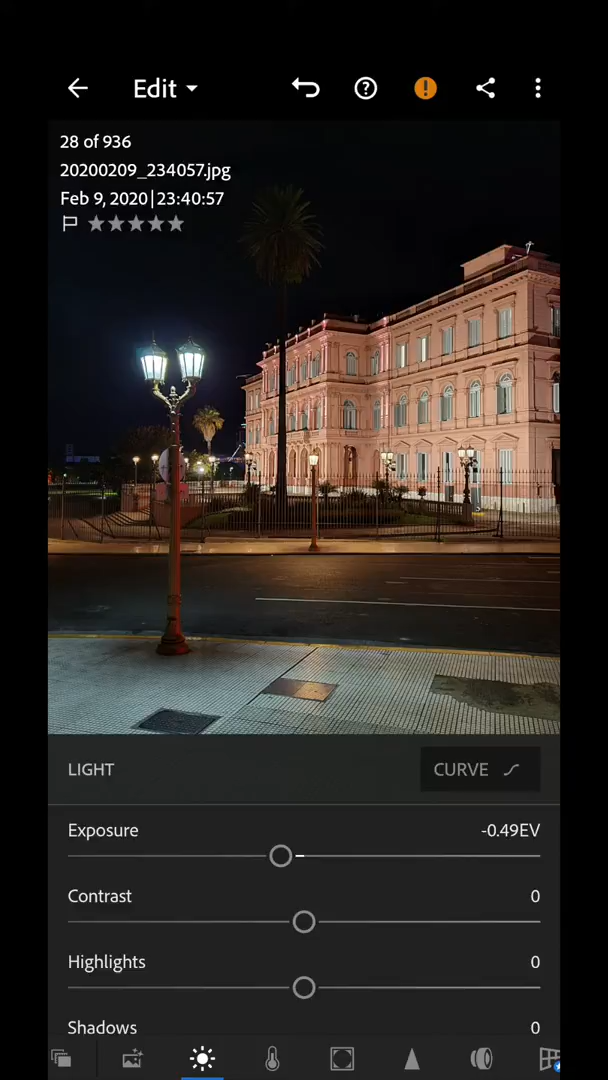 Edit
28 of 936
20200209_234057.jpg
Feb 9, 2020|23:40:57
LIGHT
CURVE
Exposure
-0.49EV
Contrast
0
Highlights
0
Shadows
0